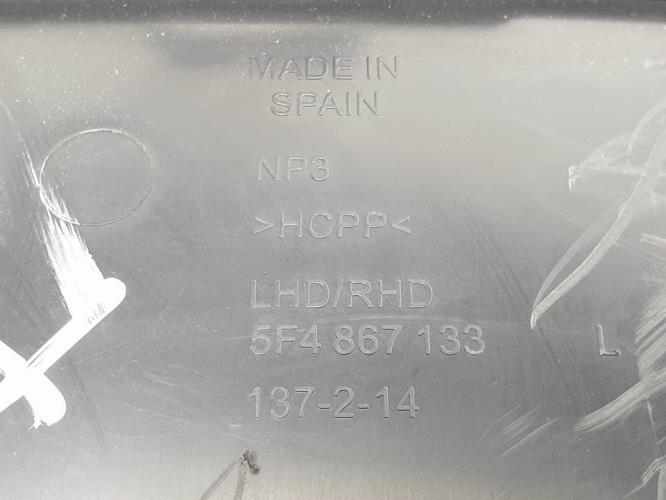 MADE IN
SPAIN
NP3
>HCPP<
LHD/RHD
5F4 867 133 L
137-2-14